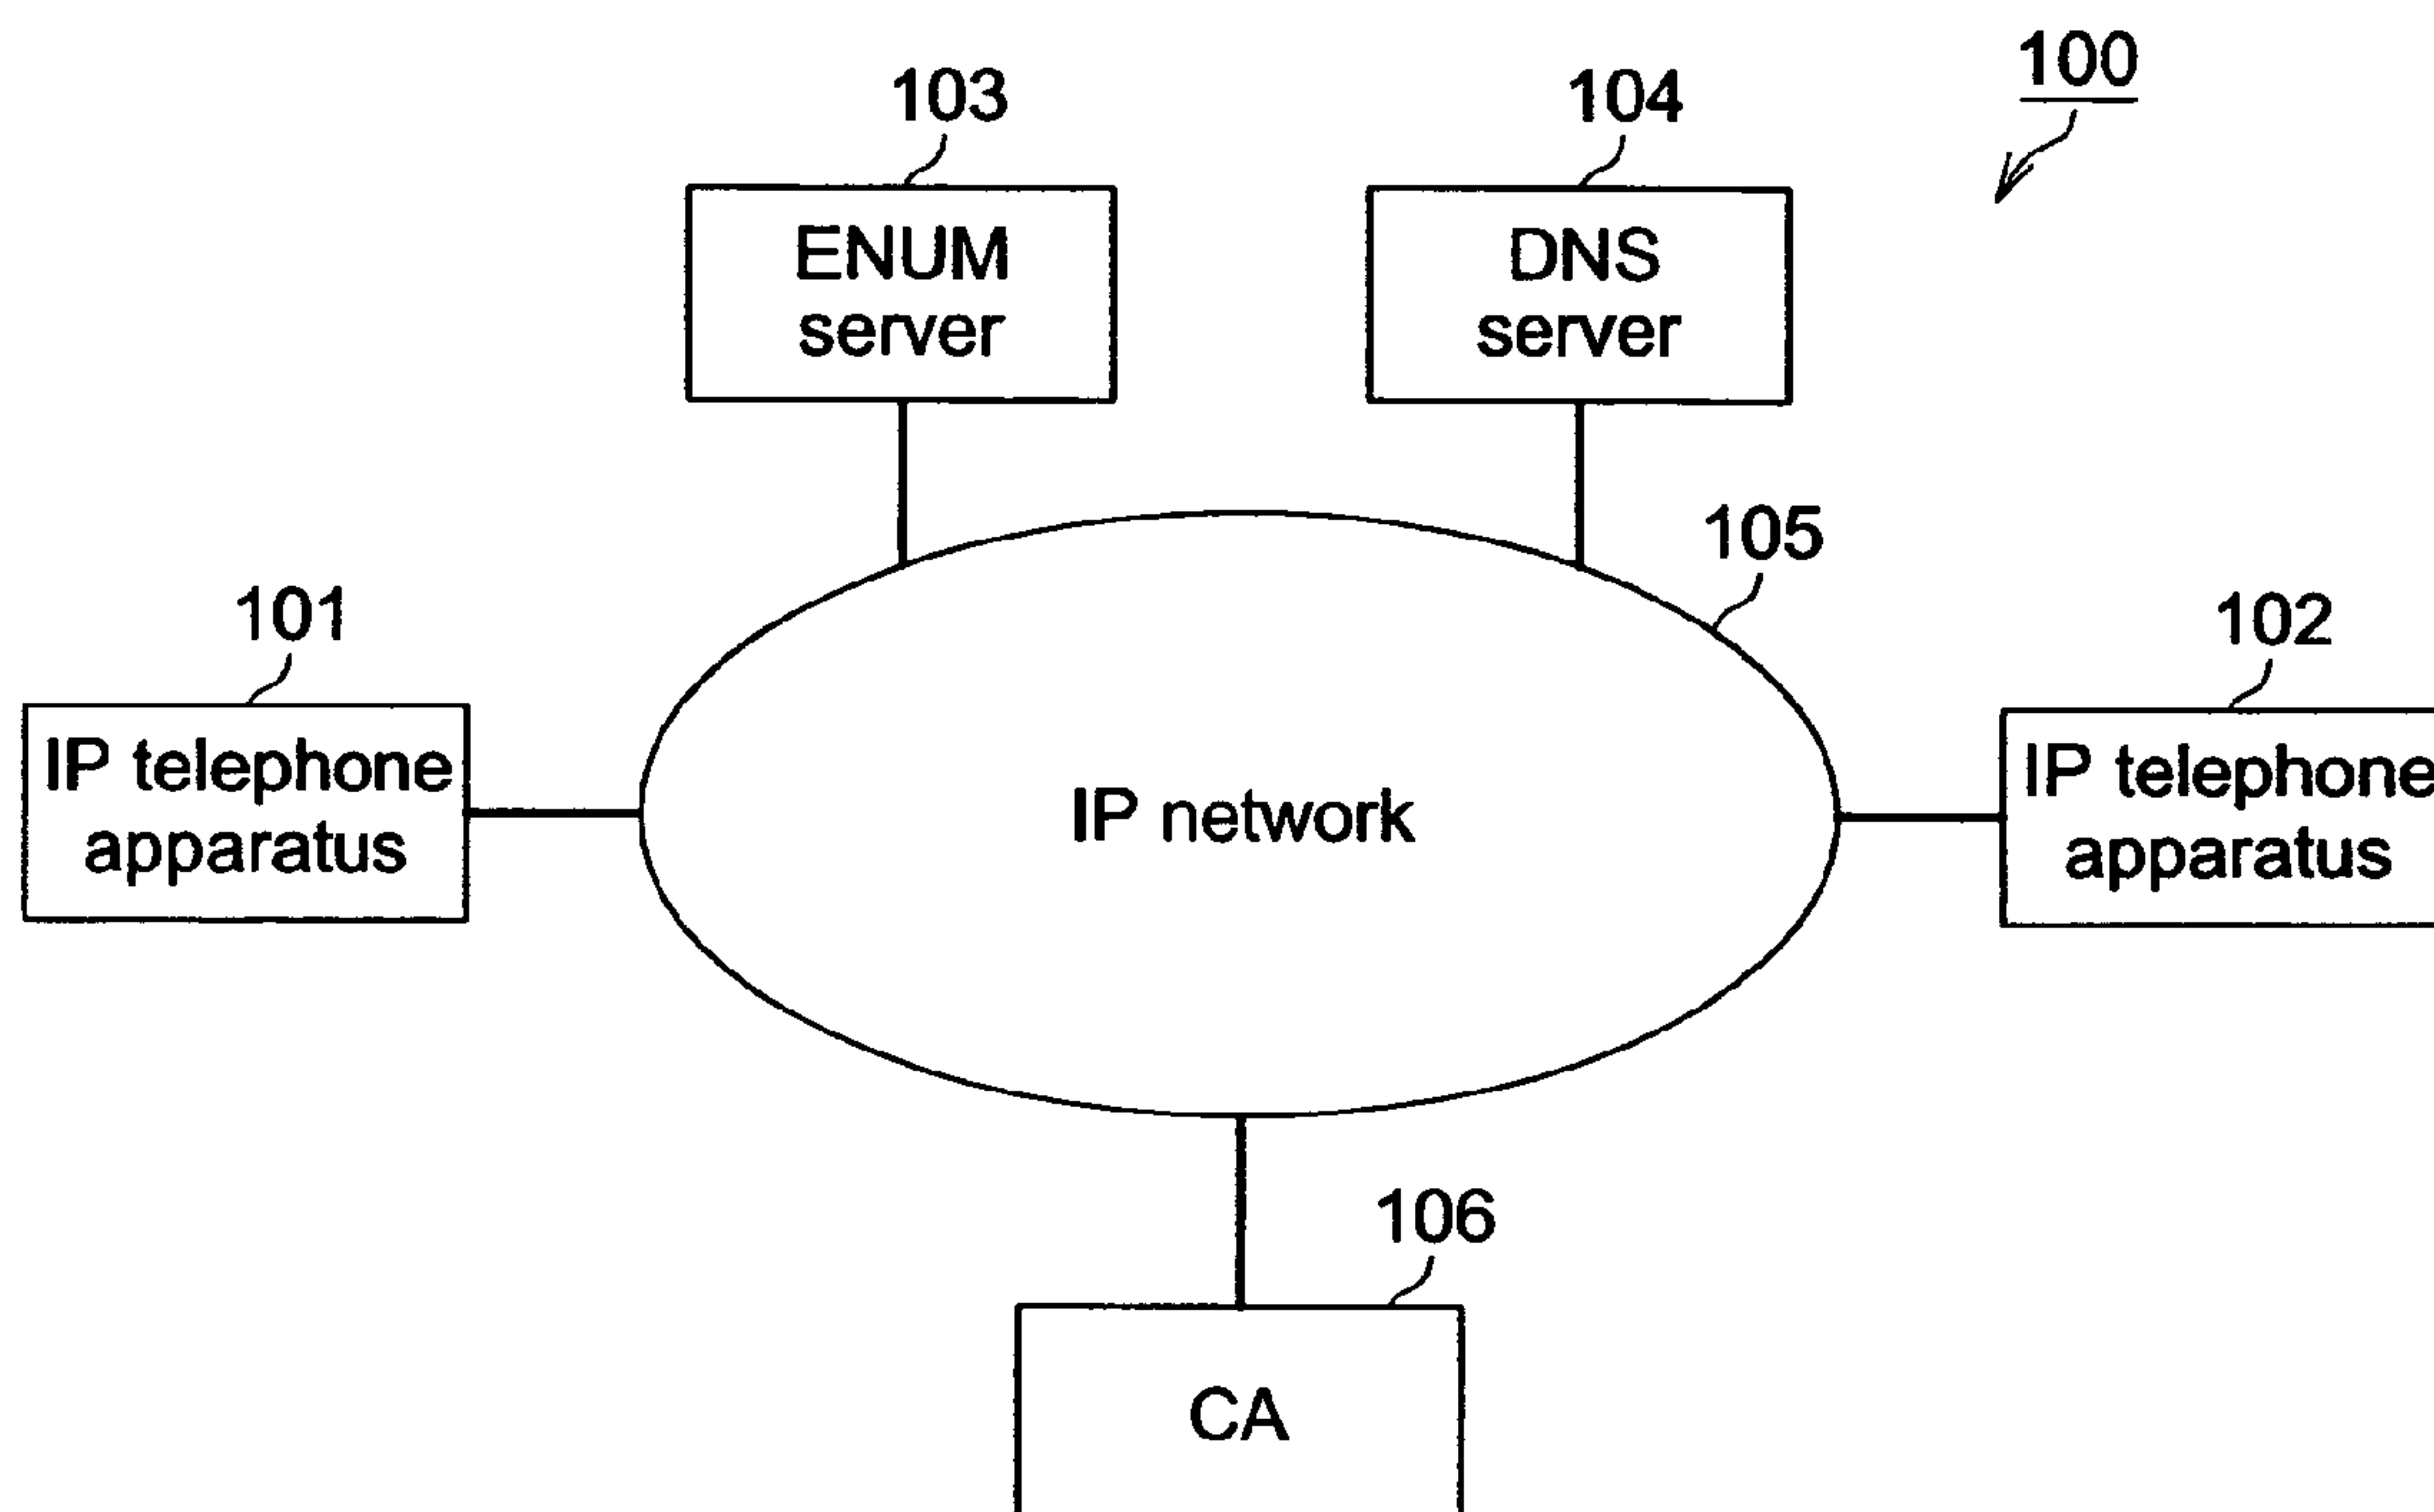 100
103
104
ENUM
server
DNS
server
105
101
102
IP telephone
apparatus
IP network
IP telephone
apparatus
106
CA